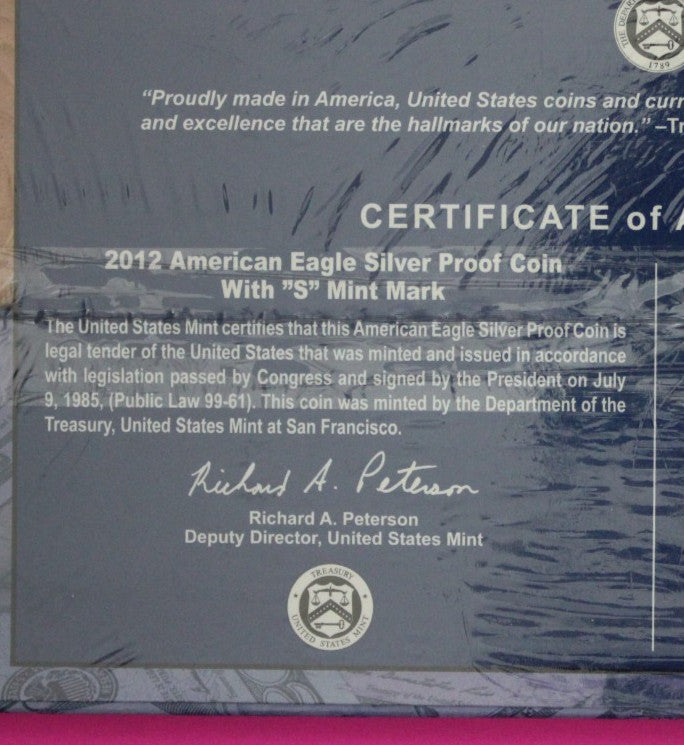 THE DEPAR
1789
“Proudly made in America, United States coins and curr
and excellence that are the hallmarks of our nation.” –Tr
CERTIFICATE of A
2012 American Eagle Silver Proof Coin
With ”S” Mint Mark
The United States Mint certifies that this American Eagle Silver Proof Coin is
legal tender of the United States that was minted and issued in accordance
with legislation passed by Congress and signed by the President on July
9, 1985, (Public Law 99-61). This coin was minted by the Department of the
Treasury, United States Mint at San Francisco.
Richard A. Peterson
Richard A. Peterson
Deputy Director, United States Mint
TREASURY
UNITED STATES MINT